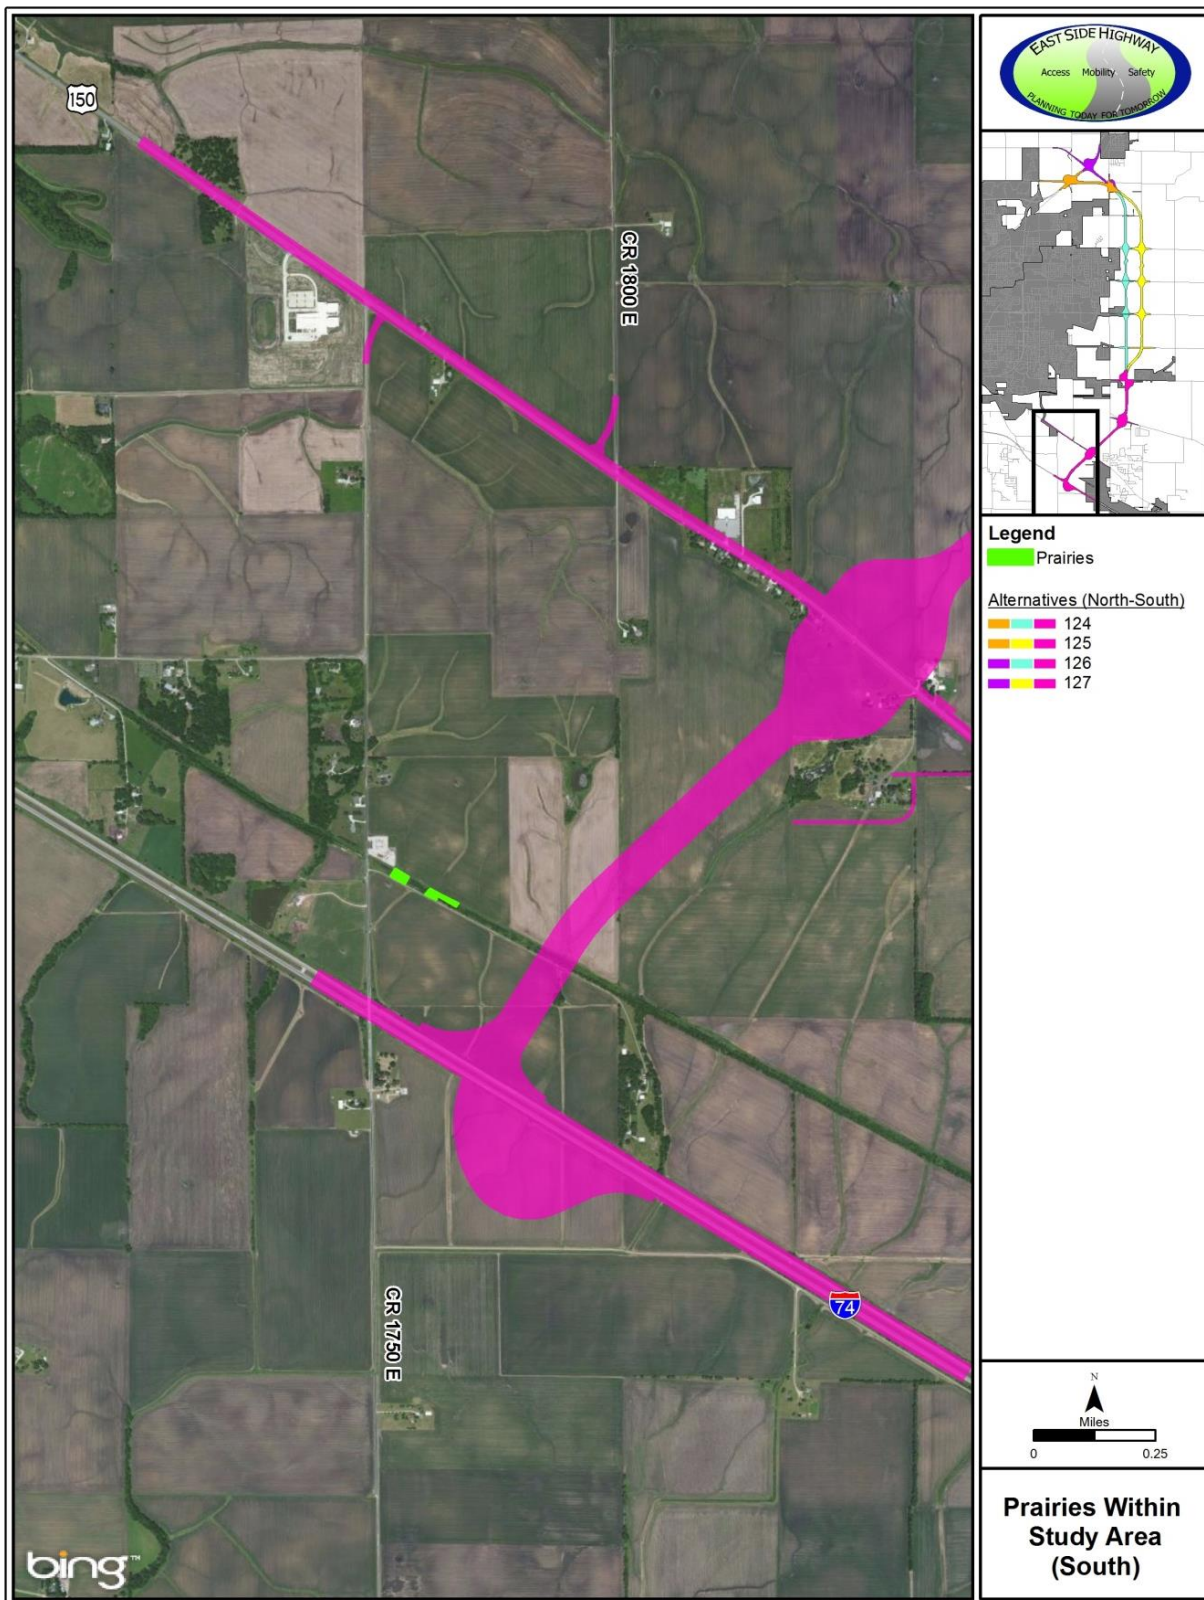 150
CR 1800 E
CR 1750 E
74
bing™
EAST SIDE HIGHWAY
Access Mobility Safety
PLANNING TODAY FOR TOMORROW
Legend
Prairies
Alternatives (North-South)
124
125
126
127
N
Miles
0 0.25
Prairies Within
Study Area
(South)